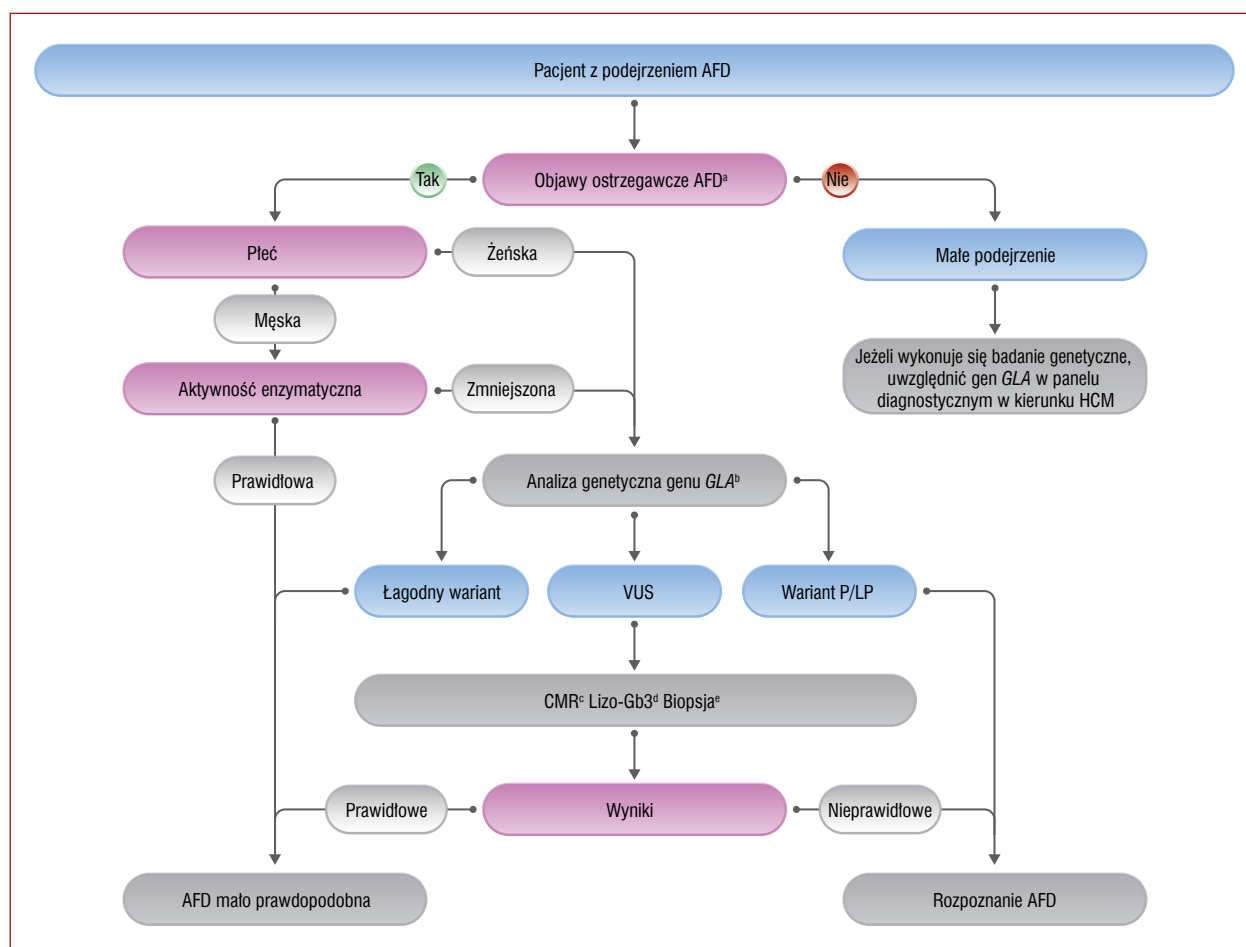 Pacjent z podejrzeniem AFD
Tak
Objawy ostrzegawcze AFDᵃ
Nie
Płeć
Żeńska
Małe podejrzenie
Męska
Jeżeli wykonuje się badanie genetyczne,
uwzględnić gen GLA w panelu
diagnostycznym w kierunku HCM
Aktywność enzymatyczna
Zmniejszona
Prawidłowa
Analiza genetyczna genu GLAᵇ
Łagodny wariant
VUS
Wariant P/LP
CMRᶜ Lizo-Gb3ᵈ Biopsjaᵉ
Prawidłowe
Wyniki
Nieprawidłowe
AFD mało prawdopodobna
Rozpoznanie AFD